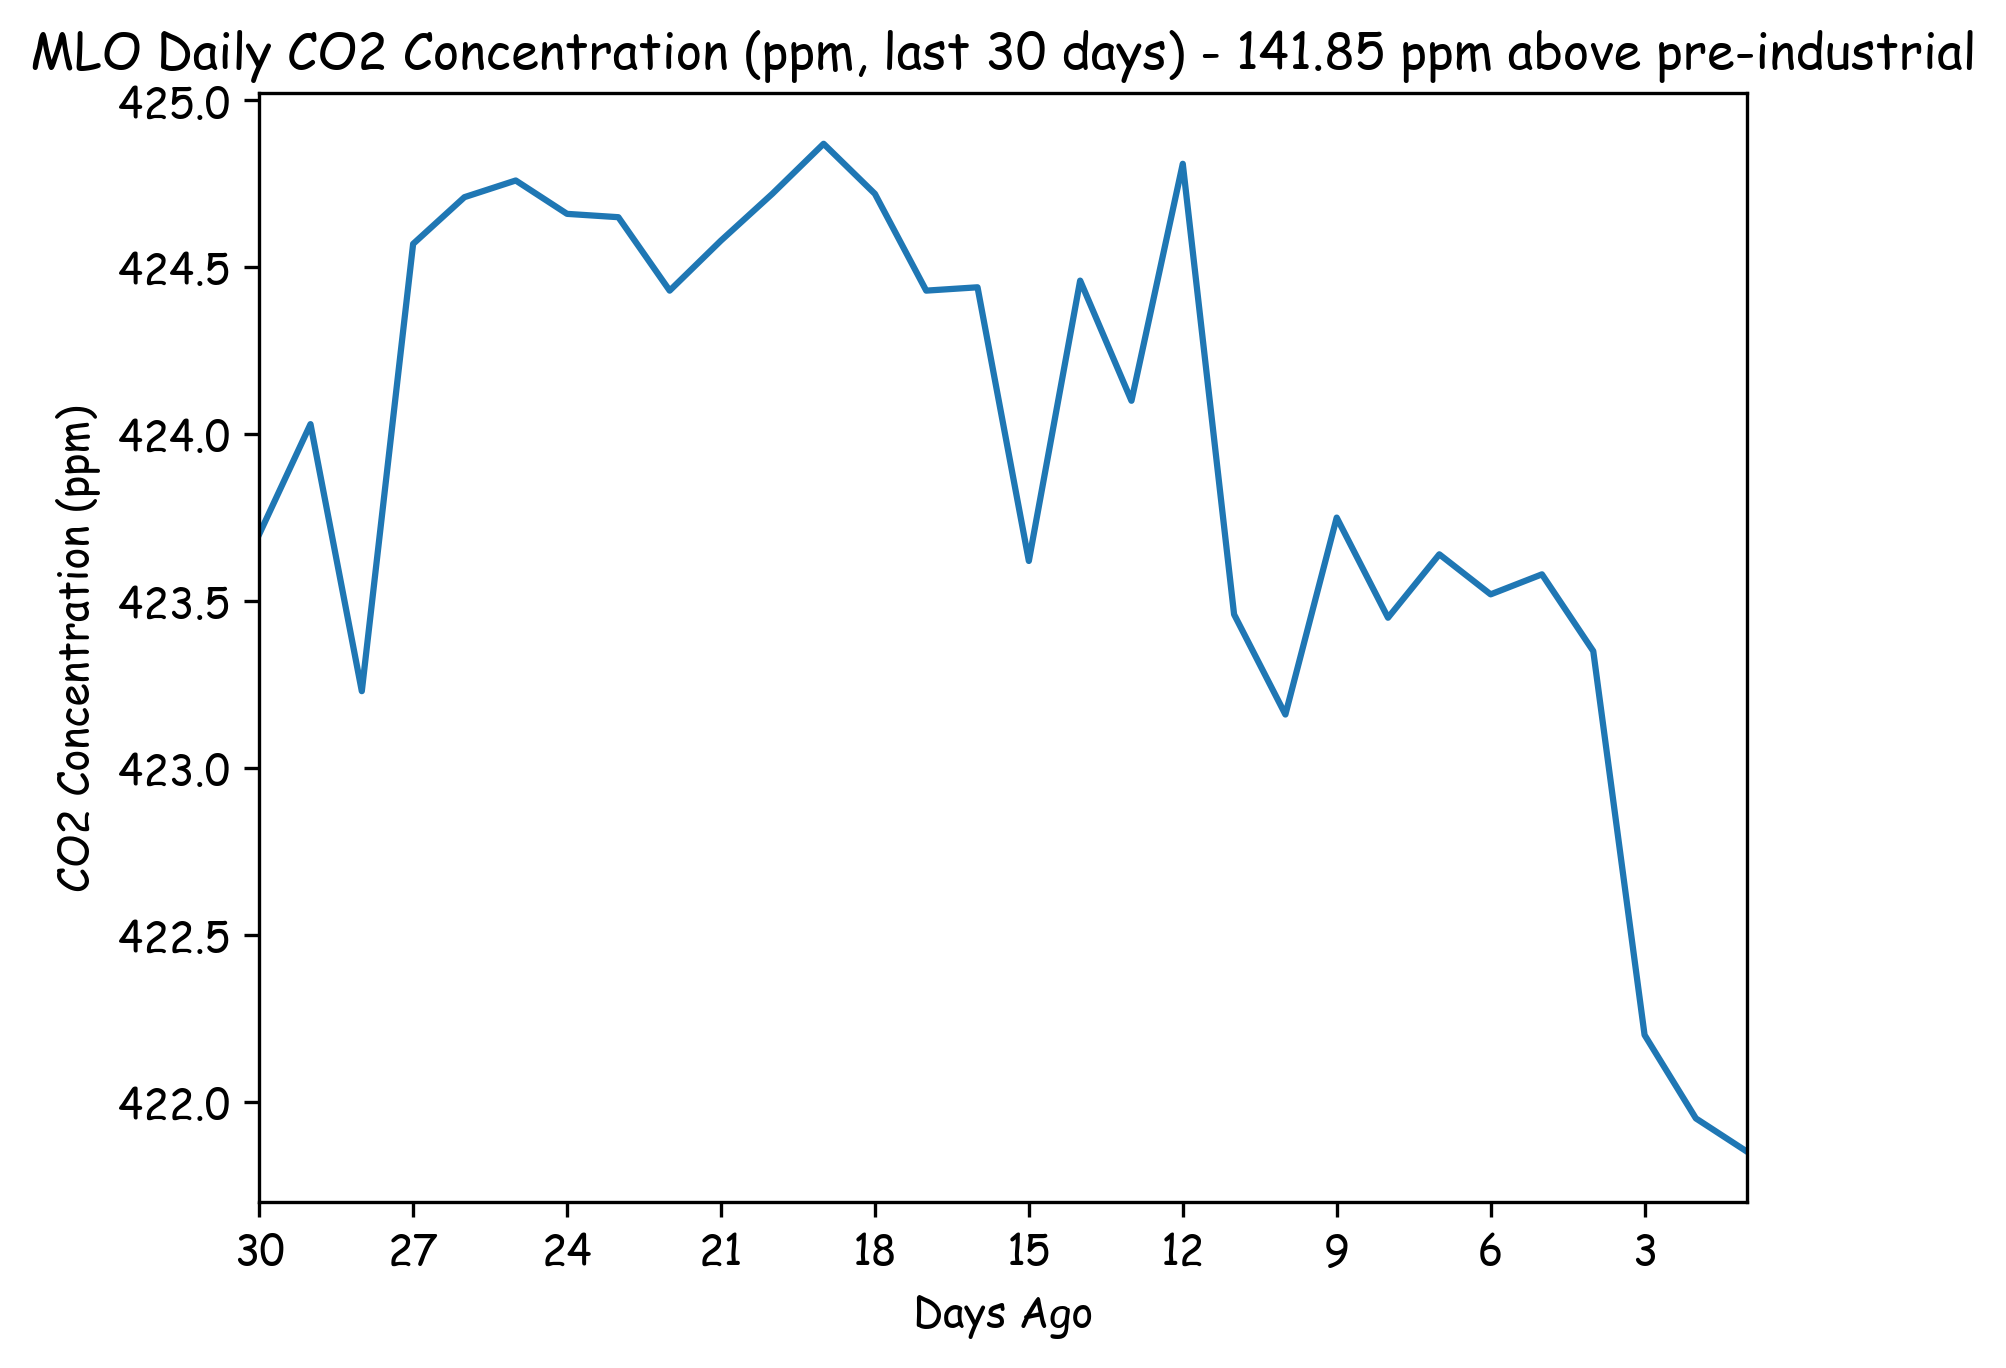 MLO Daily CO2 Concentration (ppm, last 30 days) - 141.85 ppm above pre-industrial
425.0
424.5
424.0
423.5
423.0
422.5
422.0
CO2 Concentration (ppm)
30 27 24 21 18 15 12 9 6 3
Days Ago